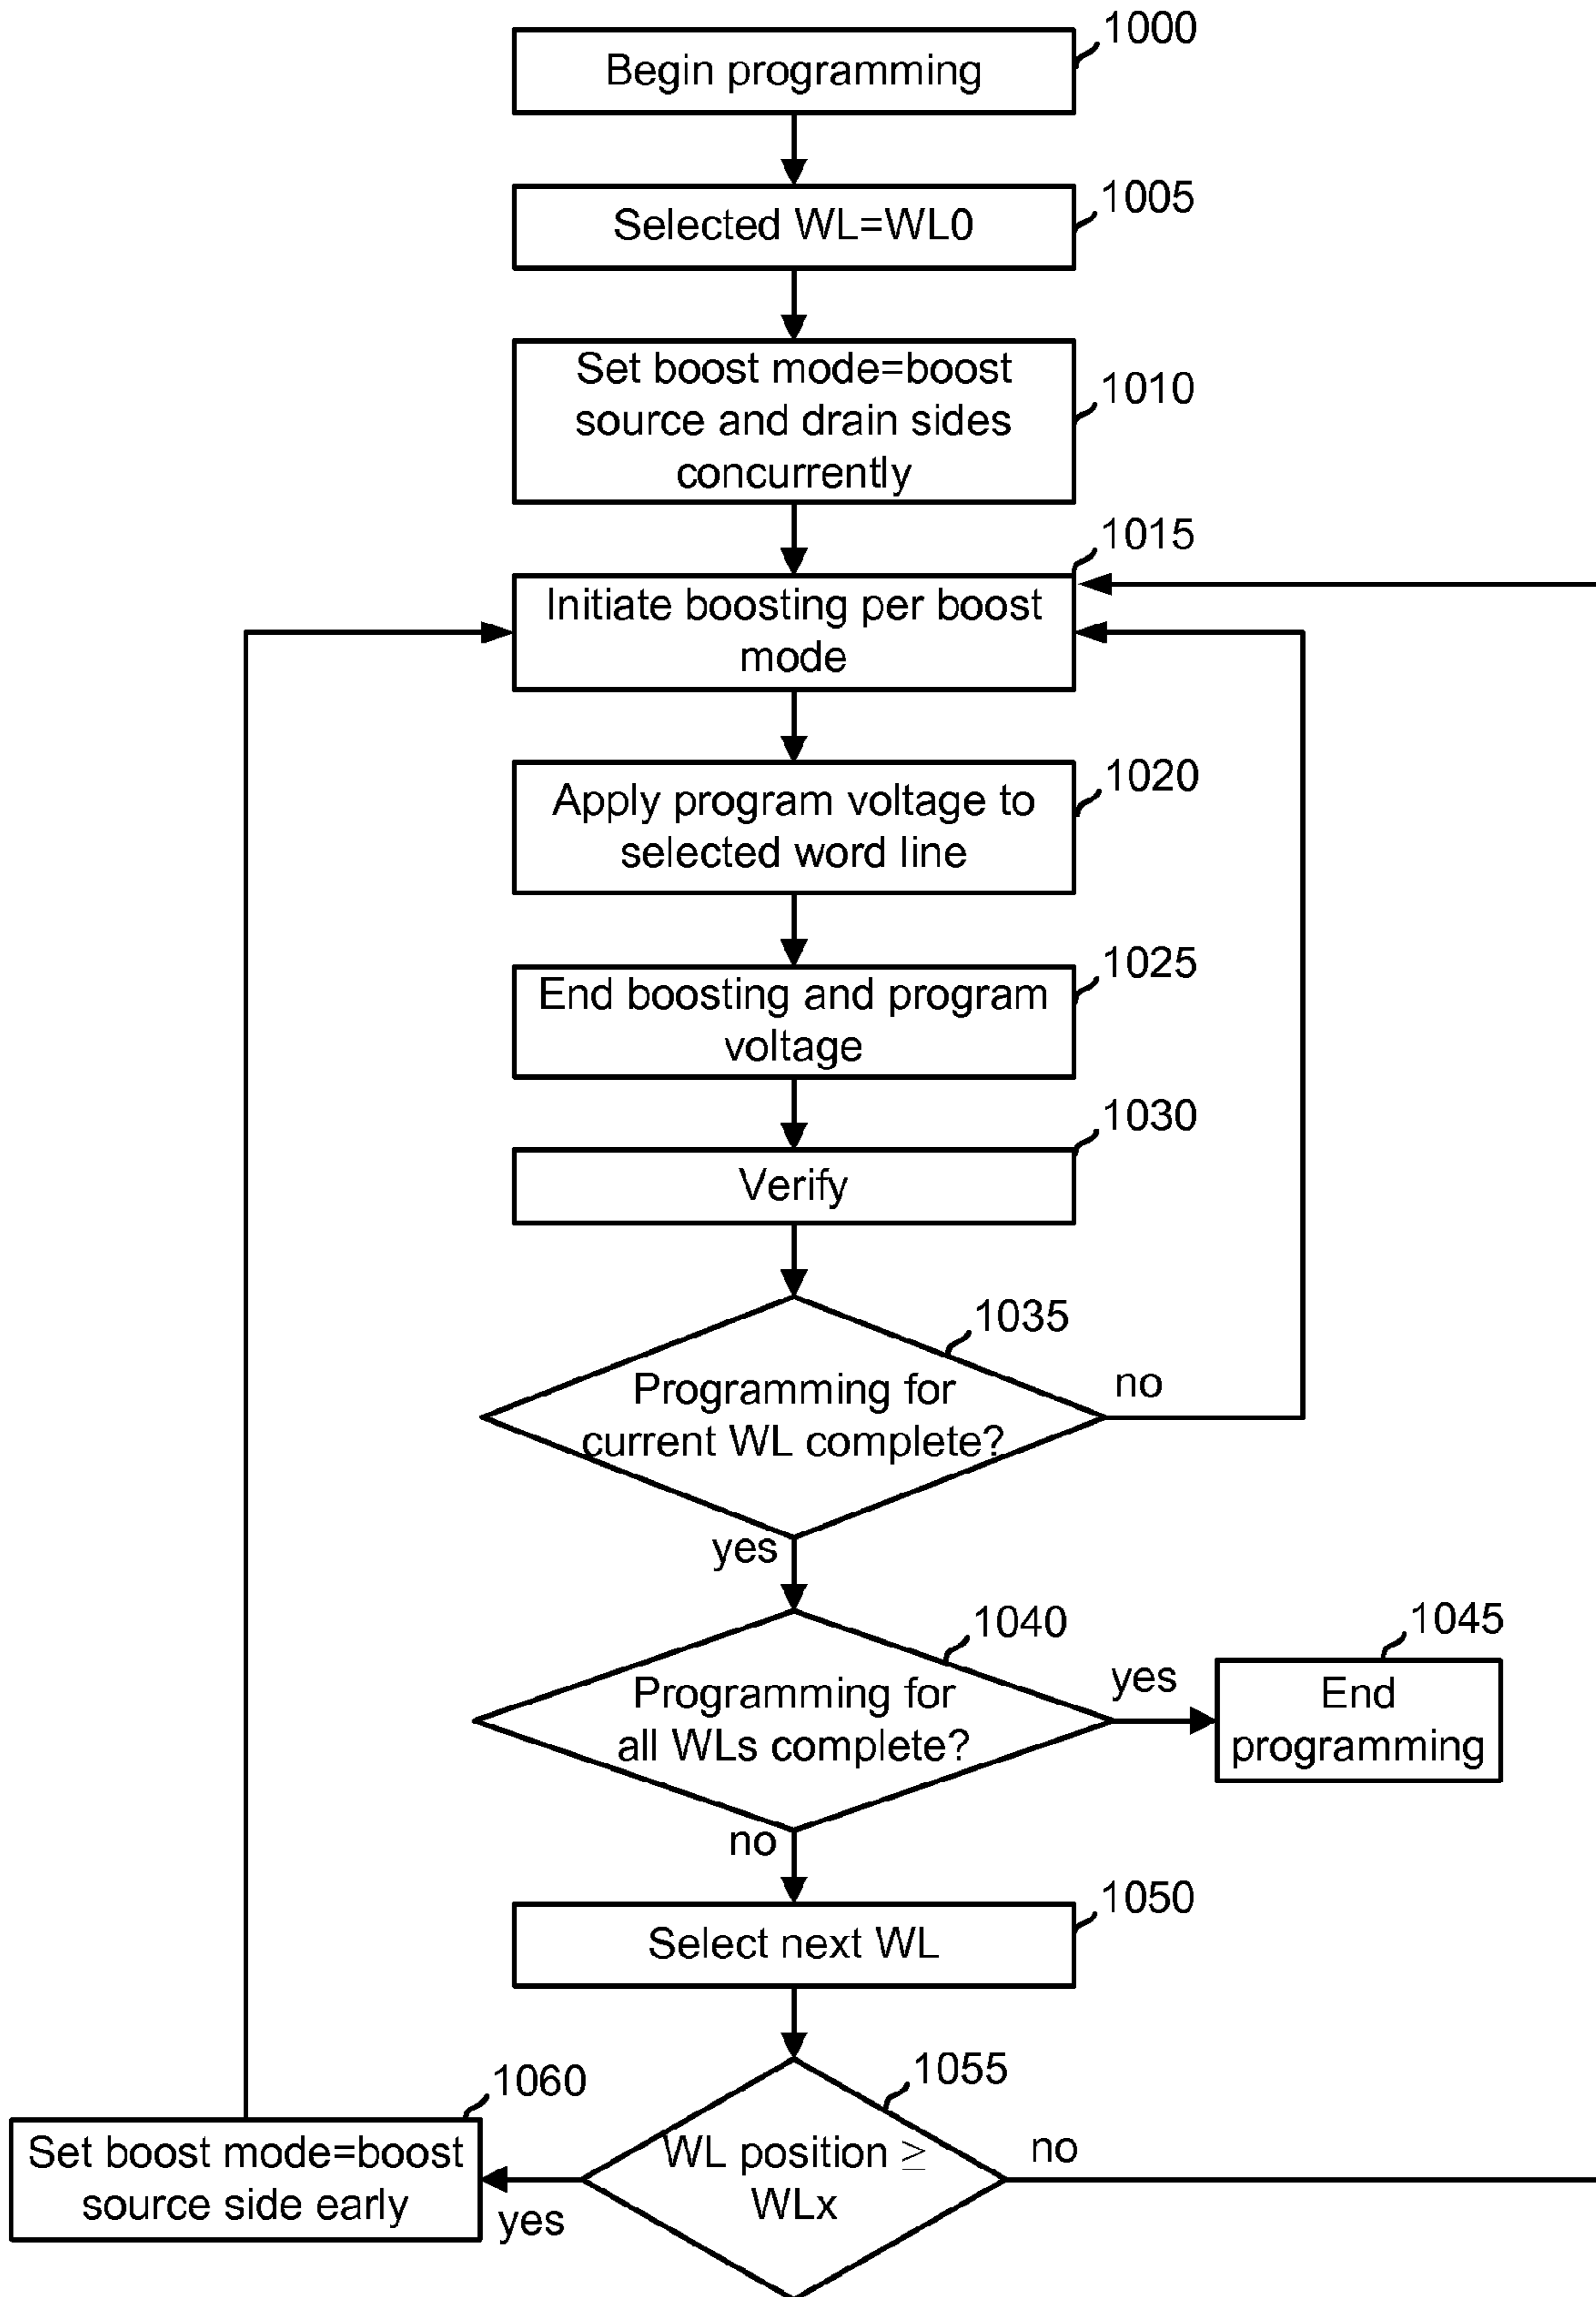 1000
Begin programming
1005
Selected WL=WL0
1010
Set boost mode=boost
source and drain sides
concurrently
1015
Initiate boosting per boost
mode
1020
Apply program voltage to
selected word line
1025
End boosting and program
voltage
1030
Verify
1035
Programming for
current WL complete?
no
yes
1040
Programming for
all WLs complete?
yes
1045
End
programming
no
1050
Select next WL
1055
WL position ≥
WLx
no
yes
1060
Set boost mode=boost
source side early